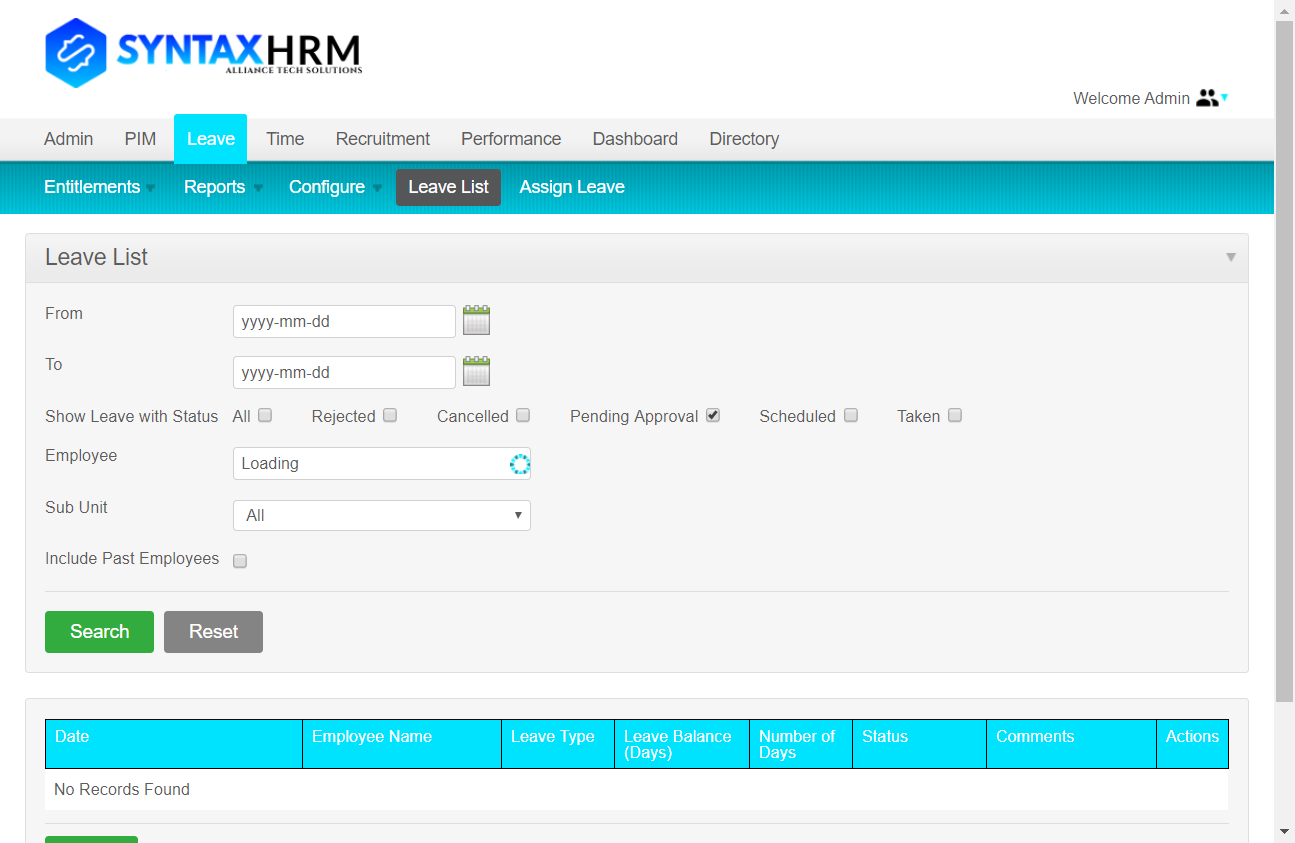 SYNTAXHRM
ALLIANCE TECH SOLUTIONS
Welcome Admin
Admin PIM Leave Time Recruitment Performance Dashboard Directory
Entitlements Reports Configure Leave List Assign Leave
Leave List
From yyyy-mm-dd
To yyyy-mm-dd
Show Leave with Status All Rejected Cancelled Pending Approval Scheduled Taken
Employee Loading
Sub Unit All
Include Past Employees
Search Reset
Date Employee Name Leave Type Leave Balance (Days) Number of Days Status Comments Actions
No Records Found